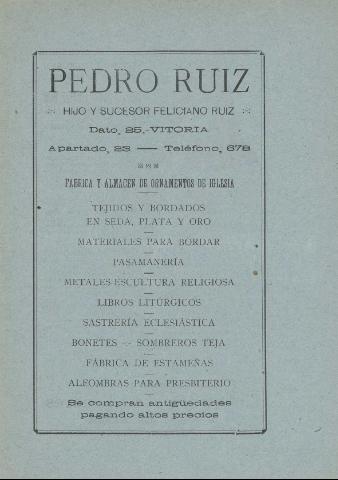 PEDRO RUIZ
HIJO Y SUCESOR FELICIANO RUIZ
Dato, 25,-VITORIA
Apartado, 23 — Teléfono, 678
FABRICA Y ALMACEN DE ORNAMENTOS DE IGLESIA
TEJIDOS Y BORDADOS
EN SEDA, PLATA Y ORO
MATERIALES PARA BORDAR
PASAMANERÍA
METALES-ESCULTURA RELIGIOSA
LIBROS LITÚRGICOS
SASTRERÍA ECLESIÁSTICA
BONETES -- SOMBREROS TEJA
FÁBRICA DE ESTAMEÑAS
ALFOMBRAS PARA PRESBITERIO
Se compran antigüedades
pagando altos precios